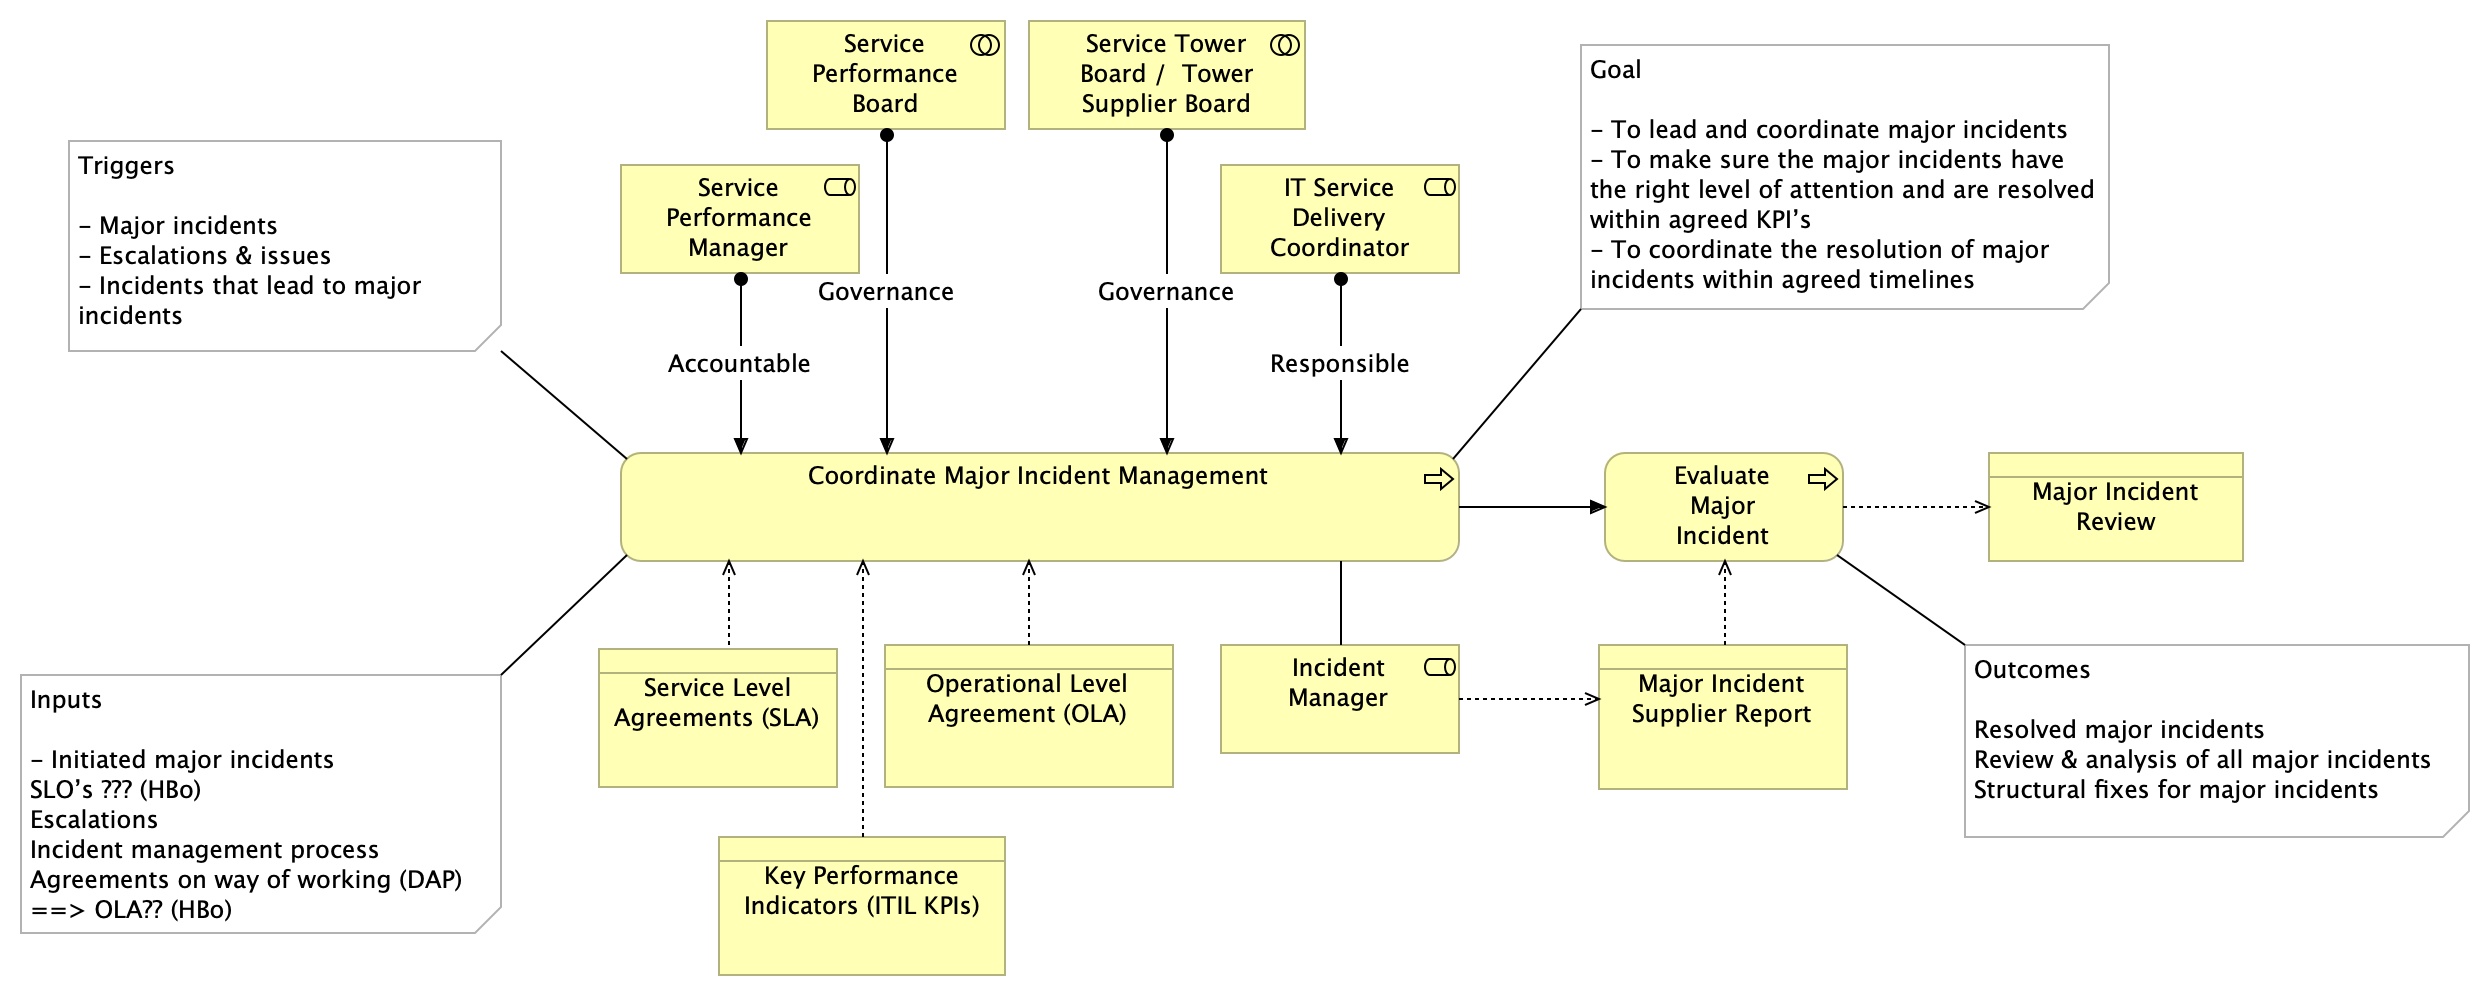 Service
Performance
Board
Service Tower
Board /  Tower
Supplier Board
Goal
- To lead and coordinate major incidents
- To make sure the major incidents have
the right level of attention and are resolved
within agreed KPI’s
- To coordinate the resolution of major
incidents within agreed timelines
Triggers
- Major incidents
- Escalations & issues
- Incidents that lead to major
incidents
Service
Performance
Manager
IT Service
Delivery
Coordinator
Governance
Governance
Accountable
Responsible
Coordinate Major Incident Management
Evaluate
Major
Incident
Major Incident
Review
Inputs
- Initiated major incidents
SLO’s ??? (HBo)
Escalations
Incident management process
Agreements on way of working (DAP)
==> OLA?? (HBo)
Service Level
Agreements (SLA)
Operational Level
Agreement (OLA)
Incident
Manager
Major Incident
Supplier Report
Outcomes
Resolved major incidents
Review & analysis of all major incidents
Structural fixes for major incidents
Key Performance
Indicators (ITIL KPIs)